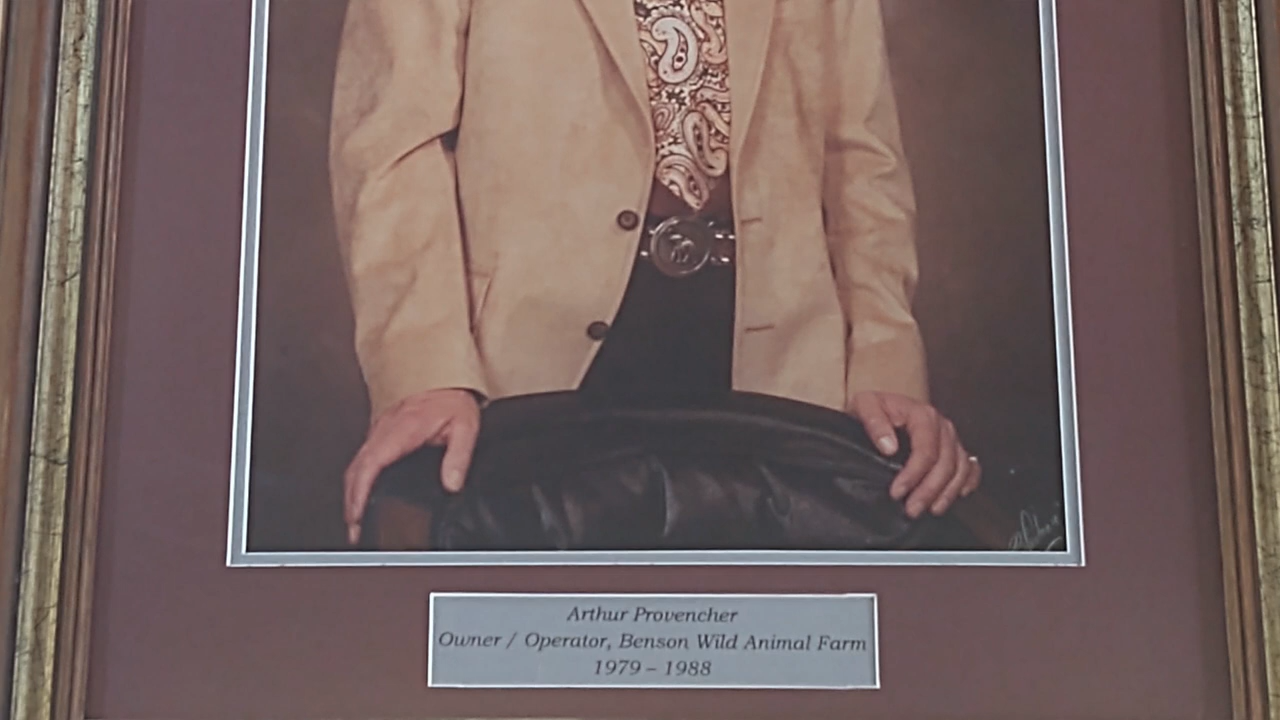 Arthur Provencher
Owner / Operator, Benson Wild Animal Farm
1979 – 1988